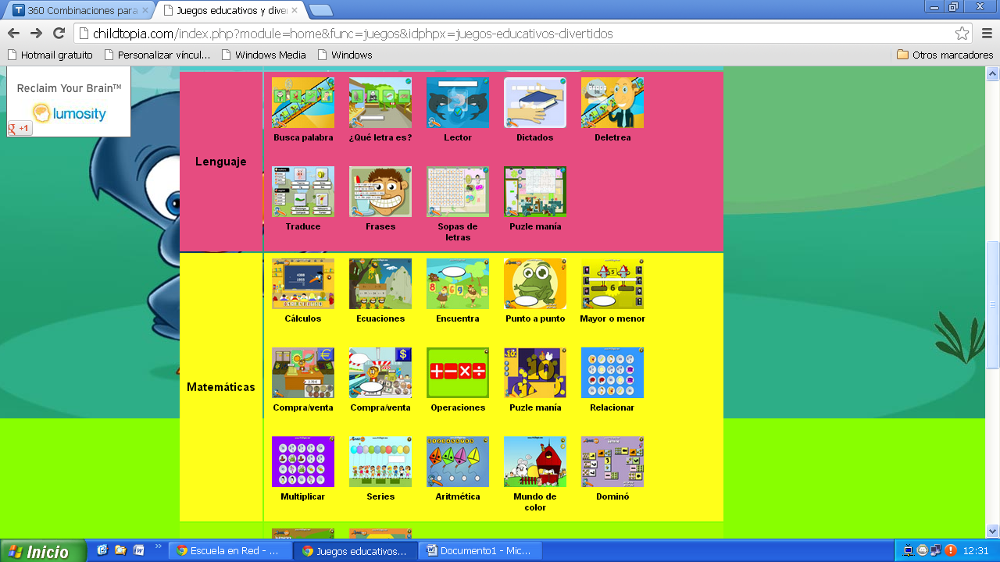 360 Combinaciones para
Juegos educativos y dive
childtopia.com/index.php?module=home&func=juegos&idphpx=juegos-educativos-divertidos
Hotmail gratuito
Personalizar víncul...
Windows Media
Windows
Otros marcadores
Reclain Your Brain™
lumosity
+1
Lenguaje
Busca palabra
¿Qué letra es?
Lector
Dictados
Deletrea
Traduce
Frases
Sopas de
letras
Puzle manía
Matemáticas
Cálculos
Ecuaciones
Encuentra
Punto a punto
Mayor o menor
Compra/venta
Compra/venta
Operaciones
Puzle manía
Relacionar
Multiplicar
Series
Aritmética
Mundo de
color
Dominó
Inicio
Escuela en Red - ...
Juegos educativos...
Documento1 - Mic...
12:31